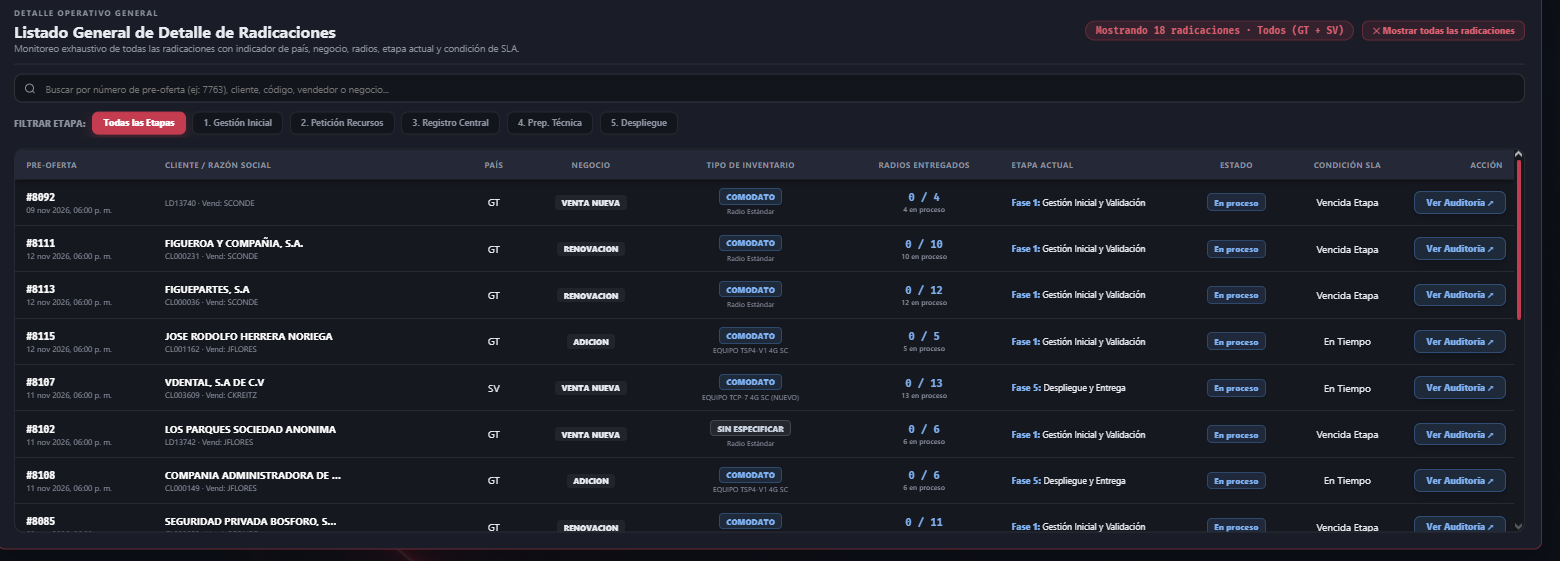 DETALLE OPERATIVO GENERAL
Listado General de Detalle de Radicaciones
Monitoreo exhaustivo de todas las radicaciones con indicador de país, negocio, radios, etapa actual y condición de SLA.
Mostrando 18 radicaciones · Todos (GT + SV)
✕ Mostrar todas las radicaciones
Buscar por número de pre-oferta (ej: 7763), cliente, código, vendedor o negocio...
FILTRAR ETAPA: Todas las Etapas 1. Gestión Inicial 2. Petición Recursos 3. Registro Central 4. Prep. Técnica 5. Despliegue
PRE-OFERTA CLIENTE / RAZÓN SOCIAL PAÍS NEGOCIO TIPO DE INVENTARIO RADIOS ENTREGADOS ETAPA ACTUAL ESTADO CONDICIÓN SLA ACCIÓN
#8092 COMODATO 0 / 4
LD13740 · Vend: SCONDE GT VENTA NUEVA Fase 1: Gestión Inicial y Validación En proceso Vencida Etapa Ver Auditoría ↗
09 nov 2026, 06:00 p. m. Radio Estándar 4 en proceso
#8111 FIGUEROA Y COMPAÑIA, S.A. COMODATO 0 / 10
GT RENOVACION Fase 1: Gestión Inicial y Validación En proceso Vencida Etapa Ver Auditoría ↗
12 nov 2026, 06:00 p. m. CL000231 · Vend: SCONDE Radio Estándar 10 en proceso
#8113 FIGUEPARTES, S.A COMODATO 0 / 12
GT RENOVACION Fase 1: Gestión Inicial y Validación En proceso Vencida Etapa Ver Auditoría ↗
12 nov 2026, 06:00 p. m. CL000036 · Vend: SCONDE Radio Estándar 12 en proceso
#8115 JOSE RODOLFO HERRERA NORIEGA COMODATO 0 / 5
GT ADICION Fase 1: Gestión Inicial y Validación En proceso En Tiempo Ver Auditoría ↗
12 nov 2026, 06:00 p. m. CL001162 · Vend: JFLORES EQUIPO TSP4-V1 4G SC 5 en proceso
#8107 VDENTAL, S.A DE C.V COMODATO 0 / 13
SV VENTA NUEVA Fase 5: Despliegue y Entrega En proceso En Tiempo Ver Auditoría ↗
11 nov 2026, 06:00 p. m. CL003609 · Vend: CKREITZ EQUIPO TCP-7 4G SC (NUEVO) 13 en proceso
#8102 LOS PARQUES SOCIEDAD ANONIMA SIN ESPECIFICAR 0 / 6
GT VENTA NUEVA Fase 1: Gestión Inicial y Validación En proceso Vencida Etapa Ver Auditoría ↗
11 nov 2026, 06:00 p. m. LD13742 · Vend: JFLORES Radio Estándar 6 en proceso
#8108 COMPANIA ADMINISTRADORA DE ... COMODATO 0 / 6
GT ADICION Fase 5: Despliegue y Entrega En proceso En Tiempo Ver Auditoría ↗
11 nov 2026, 06:00 p. m. CL000149 · Vend: JFLORES EQUIPO TSP4-V1 4G SC 6 en proceso
#8085 SEGURIDAD PRIVADA BOSFORO, S... COMODATO 0 / 11
GT RENOVACION Fase 1: Gestión Inicial y Validación En proceso Vencida Etapa Ver Auditoría ↗